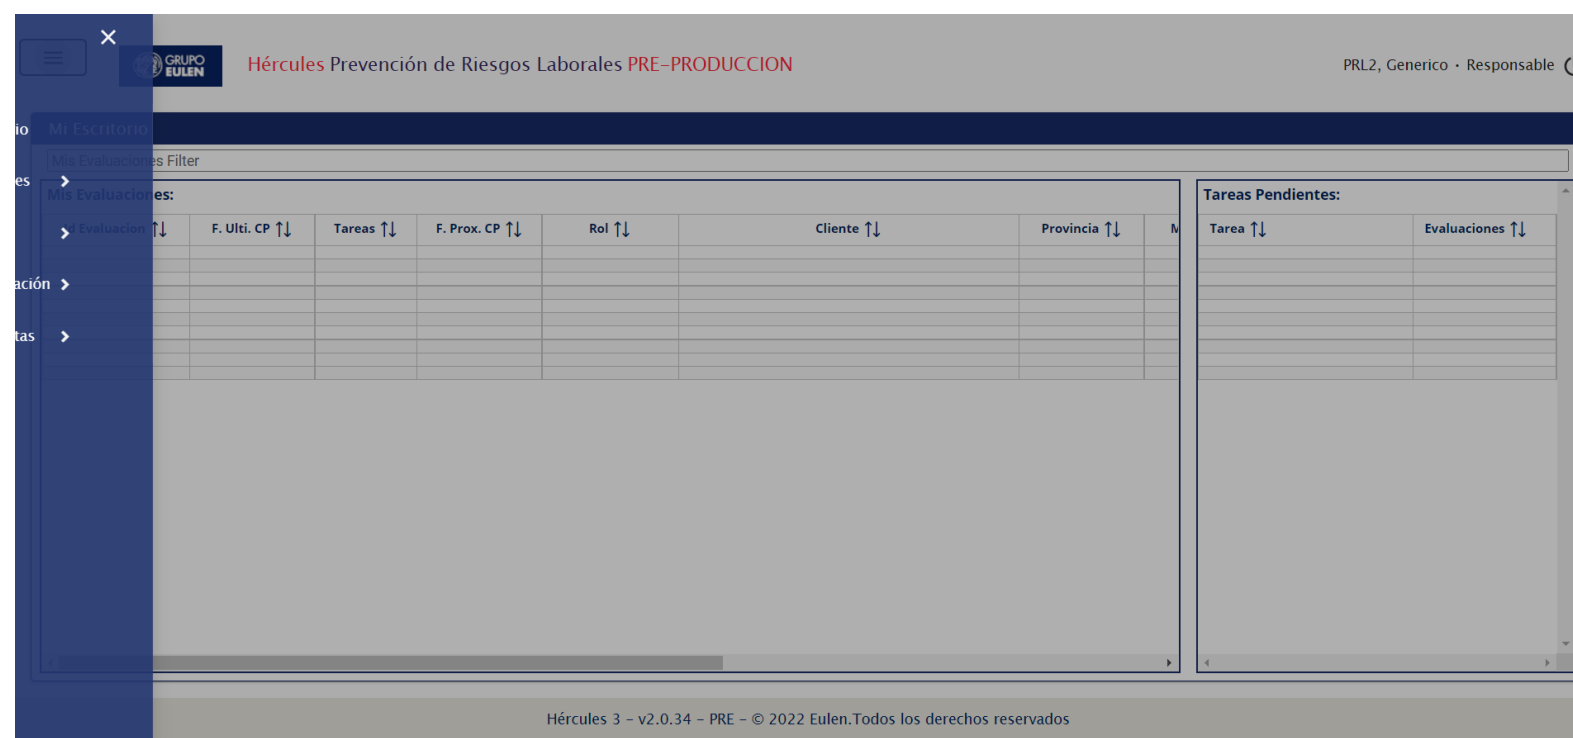 GRUPO
EULEN
Hércules Prevención de Riesgos Laborales PRE-PRODUCCION
PRL2, Generico · Responsable
io
Mi Escritorio
Mis Evaluaciones Filter
es
Mis Evaluaciones:
Tareas Pendientes:
d Evaluacion
F. Ulti. CP
Tareas
F. Prox. CP
Rol
Cliente
Provincia
M
Tarea
Evaluaciones
ación
tas
Hércules 3 - v2.0.34 - PRE - © 2022 Eulen.Todos los derechos reservados